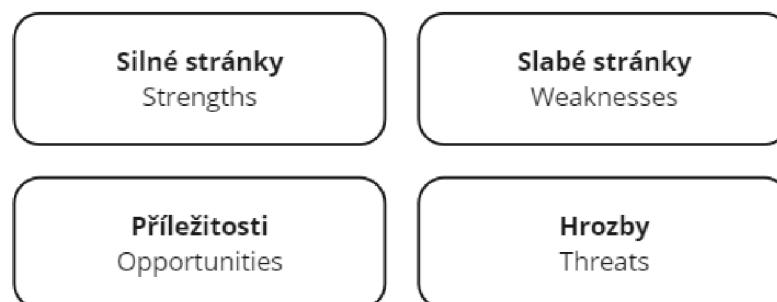 Silné stránky
Strengths
Slabé stránky
Weaknesses
Příležitosti
Opportunities
Hrozby
Threats